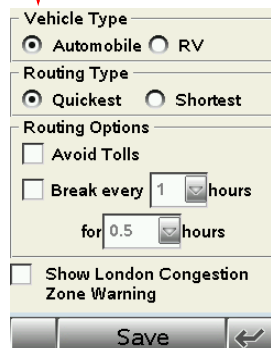 Vehicle Type
Automobile RV
Routing Type
Quickest Shortest
Routing Options
Avoid Tolls
Break every 1 hours
for 0.5 hours
Show London Congestion
Zone Warning
Save